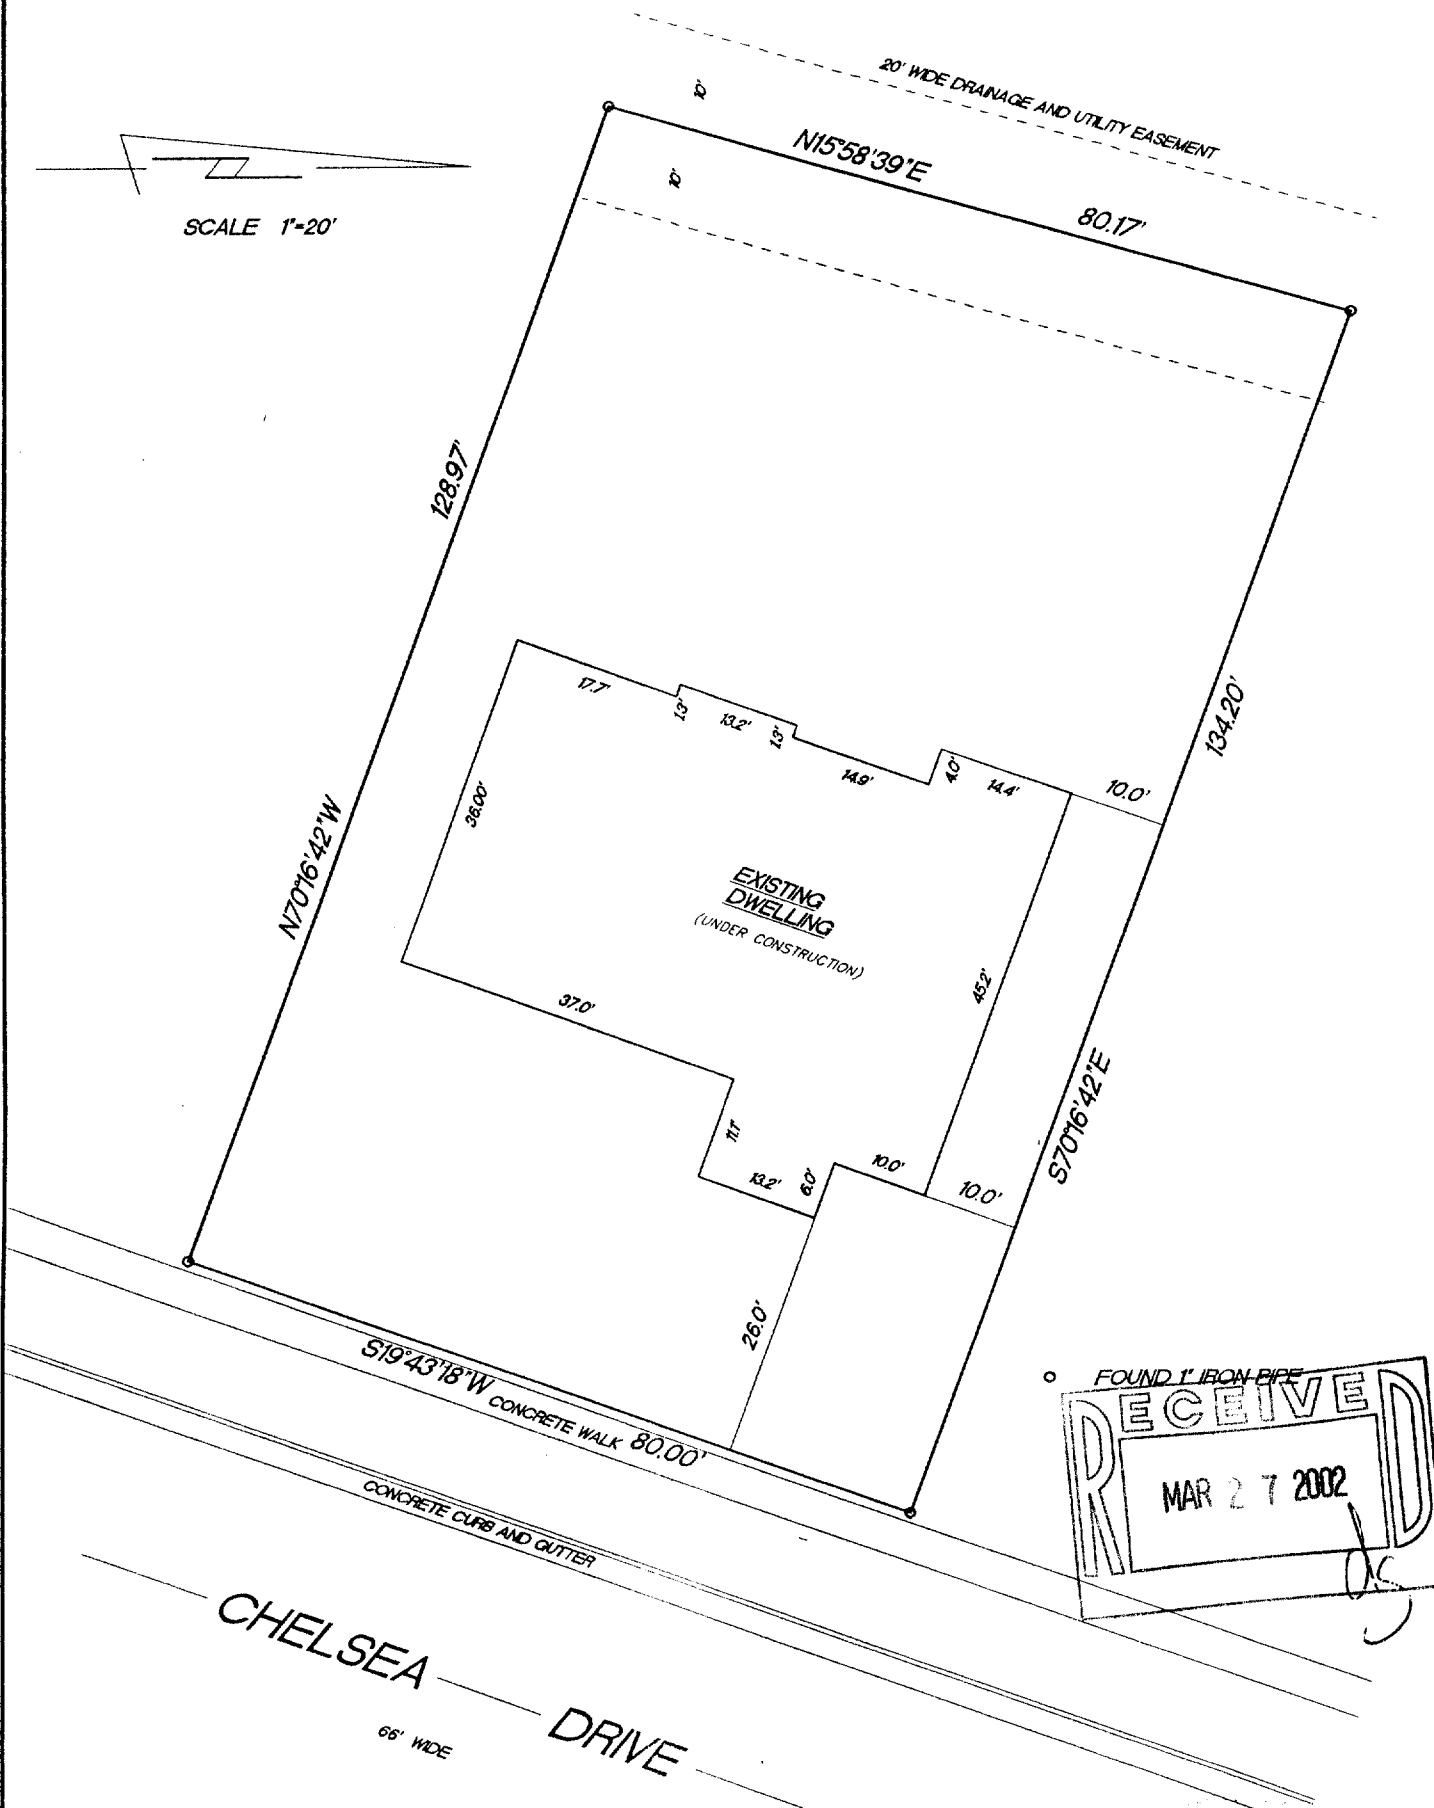 20' WIDE DRAINAGE AND UTILITY EASEMENT
10'
N15°58'39"E
10'
80.17'
SCALE 1"=20'
128.97'
134.20'
17.7'
1.3'
13.2'
1.3'
14.9'
4.0'
14.4'
10.0'
36.00'
N70°16'42"W
EXISTING
DWELLING
(UNDER CONSTRUCTION)
45.2'
37.0'
S70°16'42"E
11.1'
13.2'
6.0'
10.0'
10.0'
26.0'
S19°43'18"W
CONCRETE WALK
80.00'
FOUND 1" IRON PIPE
RECEIVED
MAR 27 2002
CONCRETE CURB AND GUTTER
CHELSEA DRIVE
66' WIDE